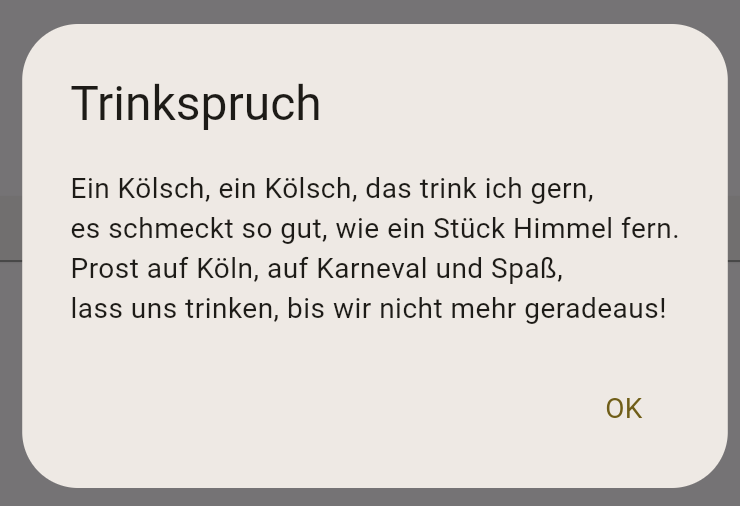 Trinkspruch
Ein Kölsch, ein Kölsch, das trink ich gern,
es schmeckt so gut, wie ein Stück Himmel fern.
Prost auf Köln, auf Karneval und Spaß,
lass uns trinken, bis wir nicht mehr geradeaus!
OK